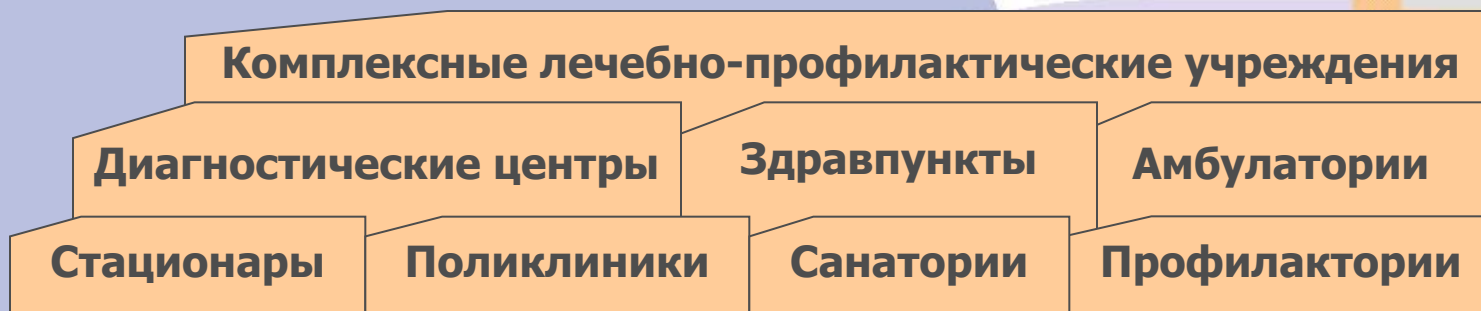 Комплексные лечебно-профилактические учреждения
Диагностические центры Здравпункты Амбулатории
Стационары Поликлиники Санатории Профилактории